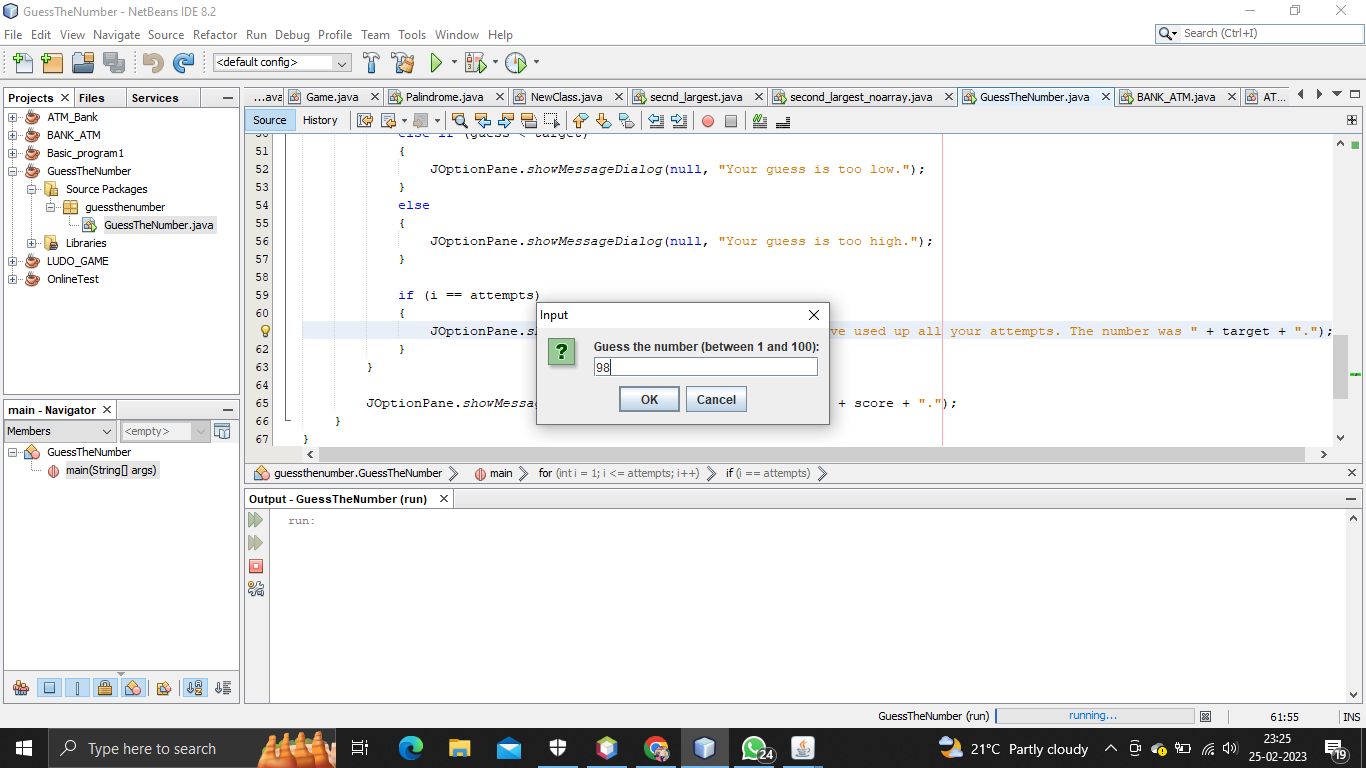 GuessTheNumber - NetBeans IDE 8.2
File Edit View Navigate Source Refactor Run Debug Profile Team Tools Window Help
Search (Ctrl+I)
<default config>
Projects Files Services
...ava Game.java Palindrome.java NewClass.java secnd_largest.java second_largest_noarray.java GuessTheNumber.java BANK_ATM.java AT...
Source History
ATM_Bank
BANK_ATM
Basic_program1
GuessTheNumber
Source Packages
guessthenumber
GuessTheNumber.java
Libraries
LUDO_GAME
OnlineTest
50 else if (guess < target)
51 {
52 JOptionPane.showMessageDialog(null, "Your guess is too low.");
53 }
54 else
55 {
56 JOptionPane.showMessageDialog(null, "Your guess is too high.");
57 }
58
59 if (i == attempts)
60 {
JOptionPane. ve used up all your attempts. The number was " + target + ".");
62 }
63 }
64
65 JOptionPane.showMessa + score + ".");
66 }
67 }
Input
Guess the number (between 1 and 100):
98
OK Cancel
guessthenumber.GuessTheNumber main for (int i = 1; i <= attempts; i++) if (i == attempts)
main - Navigator
Members <empty>
GuessTheNumber
main(String[] args)
Output - GuessTheNumber (run)
run:
GuessTheNumber (run) running... 61:55 INS
Type here to search
24
21°C Partly cloudy
23:25
25-02-2023
19